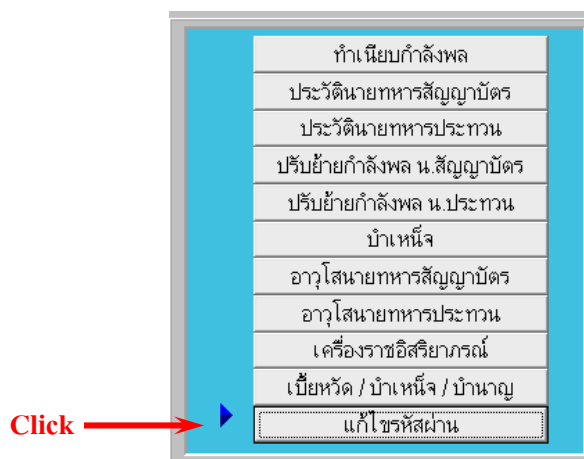 ทำเนียบกำลังพล
ประวัตินายทหารสัญญาบัตร
ประวัตินายทหารประทวน
ปรับย้ายกำลังพล น.สัญญาบัตร
ปรับย้ายกำลังพล น.ประทวน
บำเหน็จ
อาวุโสนายทหารสัญญาบัตร
อาวุโสนายทหารประทวน
เครื่องราชอิสริยาภรณ์
เบี้ยหวัด / บำเหน็จ / บำนาญ
Click แก้ไขรหัสผ่าน